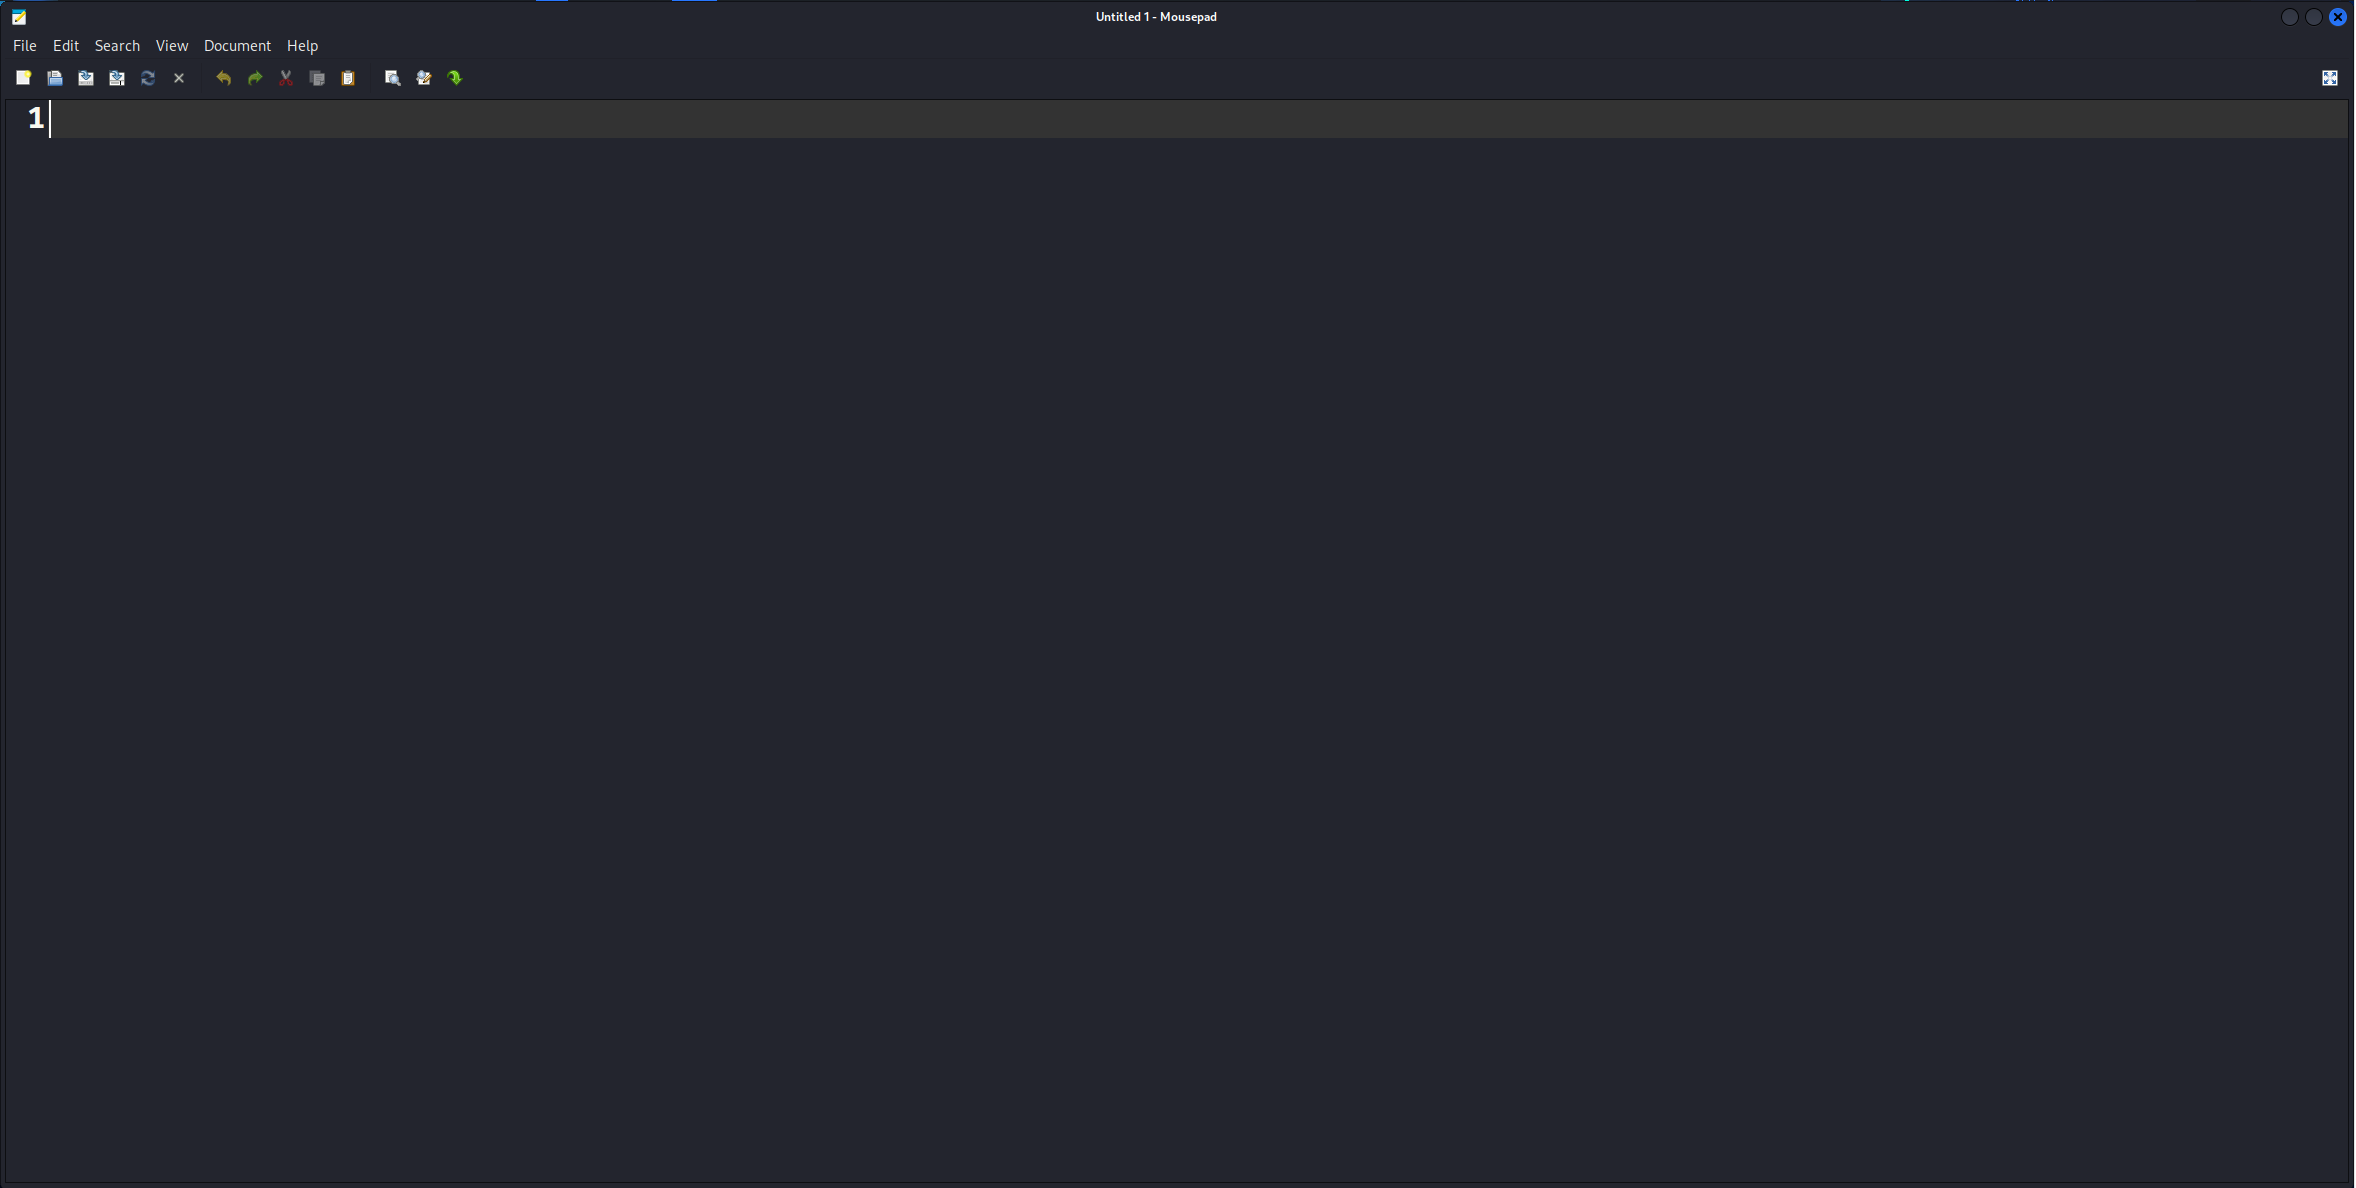 Untitled 1 - Mousepad
File Edit Search View Document Help
1